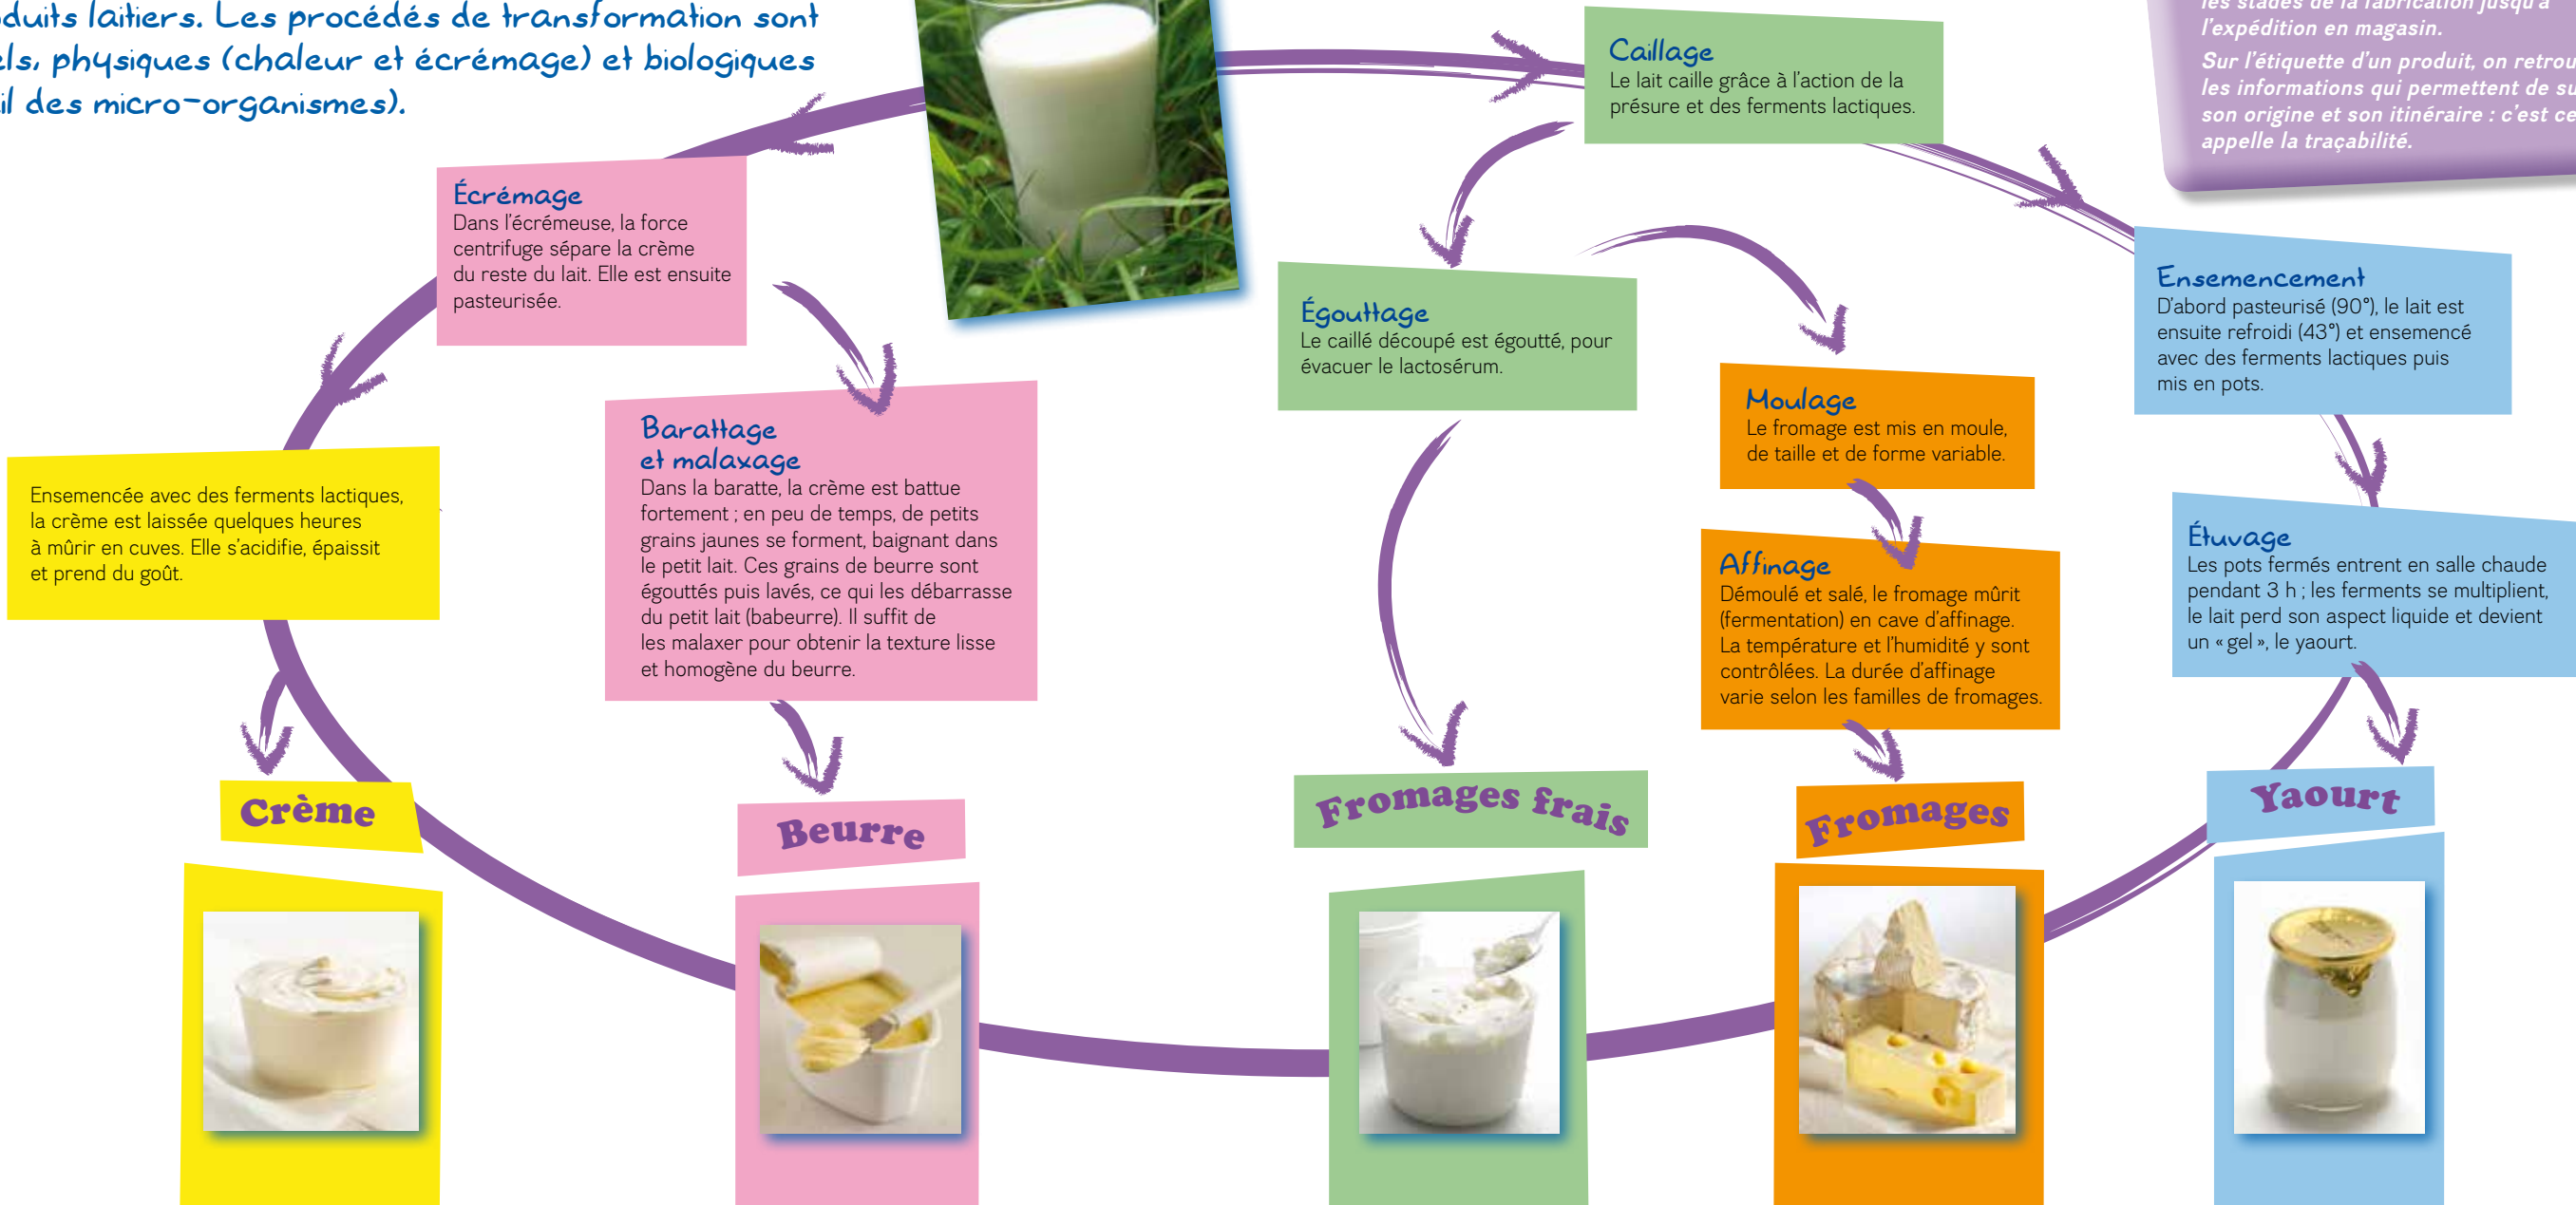 produits laitiers. Les procédés de transformation sont
physiques (chaleur et écrémage) et biologiques
des micro-organismes).
les stades de la fabrication jusqu'à
l'expédition en magasin.
Sur l'étiquette d'un produit, on
les informations qui permettent de
son origine et son itinéraire : c'est
appelle la traçabilité.
Caillage
Le lait caille grâce à l'action de la
présure et des ferments lactiques.
Écrémage
Dans l'écrémeuse, la force
centrifuge sépare la crème
du reste du lait. Elle est ensuite
pasteurisée.
Ensemencée avec des ferments lactiques,
la crème est laissée quelques heures
à mûrir en cuves. Elle s'acidifie, épaissit
et prend du goût.
Barattage
et malaxage
Dans la baratte, la crème est battue
fortement ; en peu de temps, de petits
grains jaunes se forment, baignant dans
le petit lait. Ces grains de beurre sont
égouttés puis lavés, ce qui les débarrasse
du petit lait (babeurre). Il suffit de
les malaxer pour obtenir la texture lisse
et homogène du beurre.
Égouttage
Le caillé découpé est égoutté, pour
évacuer le lactosérum.
Moulage
Le fromage est mis en moule,
de taille et de forme variable.
Affinage
Démoulé et salé, le fromage mûrit
(fermentation) en cave d'affinage.
La température et l'humidité y sont
contrôlées. La durée d'affinage
varie selon les familles de fromages.
Ensemencement
D'abord pasteurisé (90°), le lait est
ensuite refroidi (43°) et ensemencé
avec des ferments lactiques puis
mis en pots.
Étuvage
Les pots fermés entrent en salle chaude
pendant 3 h ; les ferments se multiplient,
le lait perd son aspect liquide et devient
un « gel », le yaourt.
Crème
Beurre
Fromages frais
Fromages
Yaourt